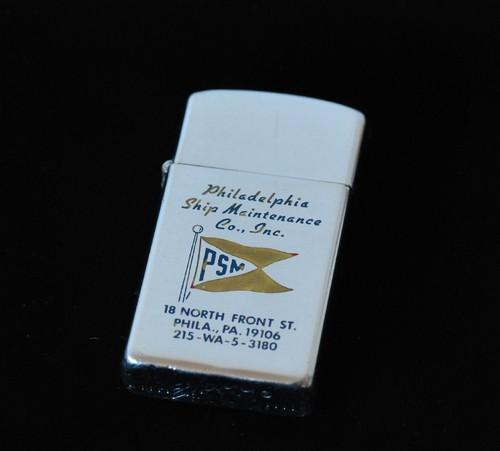 Philadelphia
Ship Maintenance
Co., Inc.
PSM
18 NORTH FRONT ST.
PHILA., PA. 19106
215-WA-5-3180